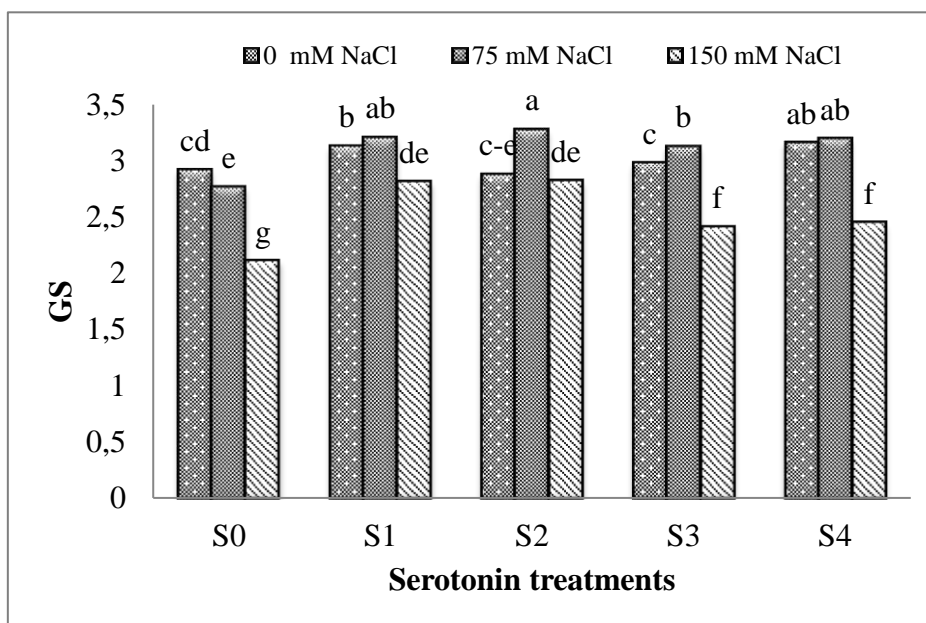 0 mM NaCl 75 mM NaCl 150 mM NaCl
3,5
3
2,5
2
1,5
1
0,5
0
GS
cd
e
g
b
ab
de
c-e
a
de
c
b
f
ab
ab
f
S0 S1 S2 S3 S4
Serotonin treatments